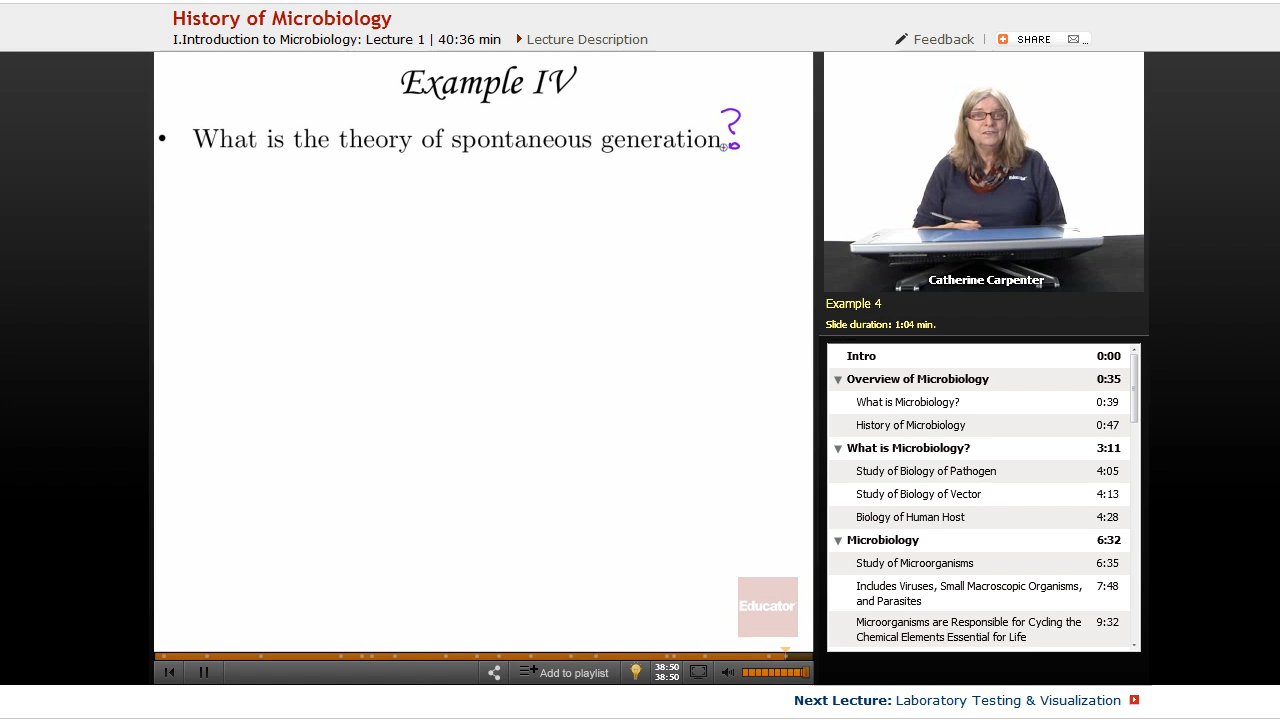 History of Microbiology
I.Introduction to Microbiology: Lecture 1 | 40:36 min
Lecture Description
Feedback
SHARE
...
Example IV
• What is the theory of spontaneous generation?
Educator
Catherine Carpenter
Example 4
Slide duration: 1:04 min.
Intro 0:00
Overview of Microbiology 0:35
What is Microbiology? 0:39
History of Microbiology 0:47
What is Microbiology? 3:11
Study of Biology of Pathogen 4:05
Study of Biology of Vector 4:13
Biology of Human Host 4:28
Microbiology 6:32
Study of Microorganisms 6:35
Includes Viruses, Small Macroscopic Organisms, 7:48
and Parasites
Microorganisms are Responsible for Cycling the 9:32
Chemical Elements Essential for Life
Educator
Add to playlist
38:50
38:50
Next Lecture: Laboratory Testing & Visualization